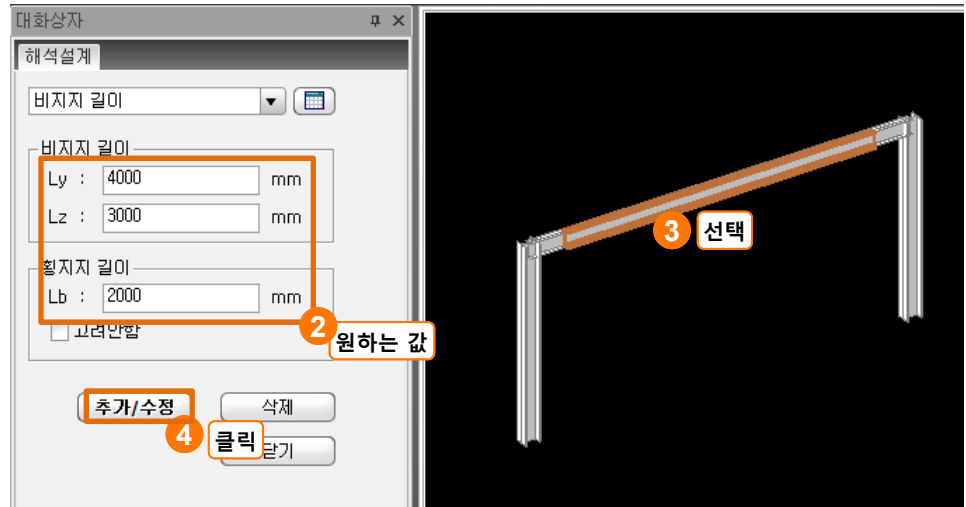 대화상자
해석설계
비지지 길이
비지지 길이
Ly : 4000 mm
Lz : 3000 mm
횡지지 길이
Lb : 2000 mm
고려안함
2 원하는 값
3 선택
추가/수정 삭제
4 클릭
닫기